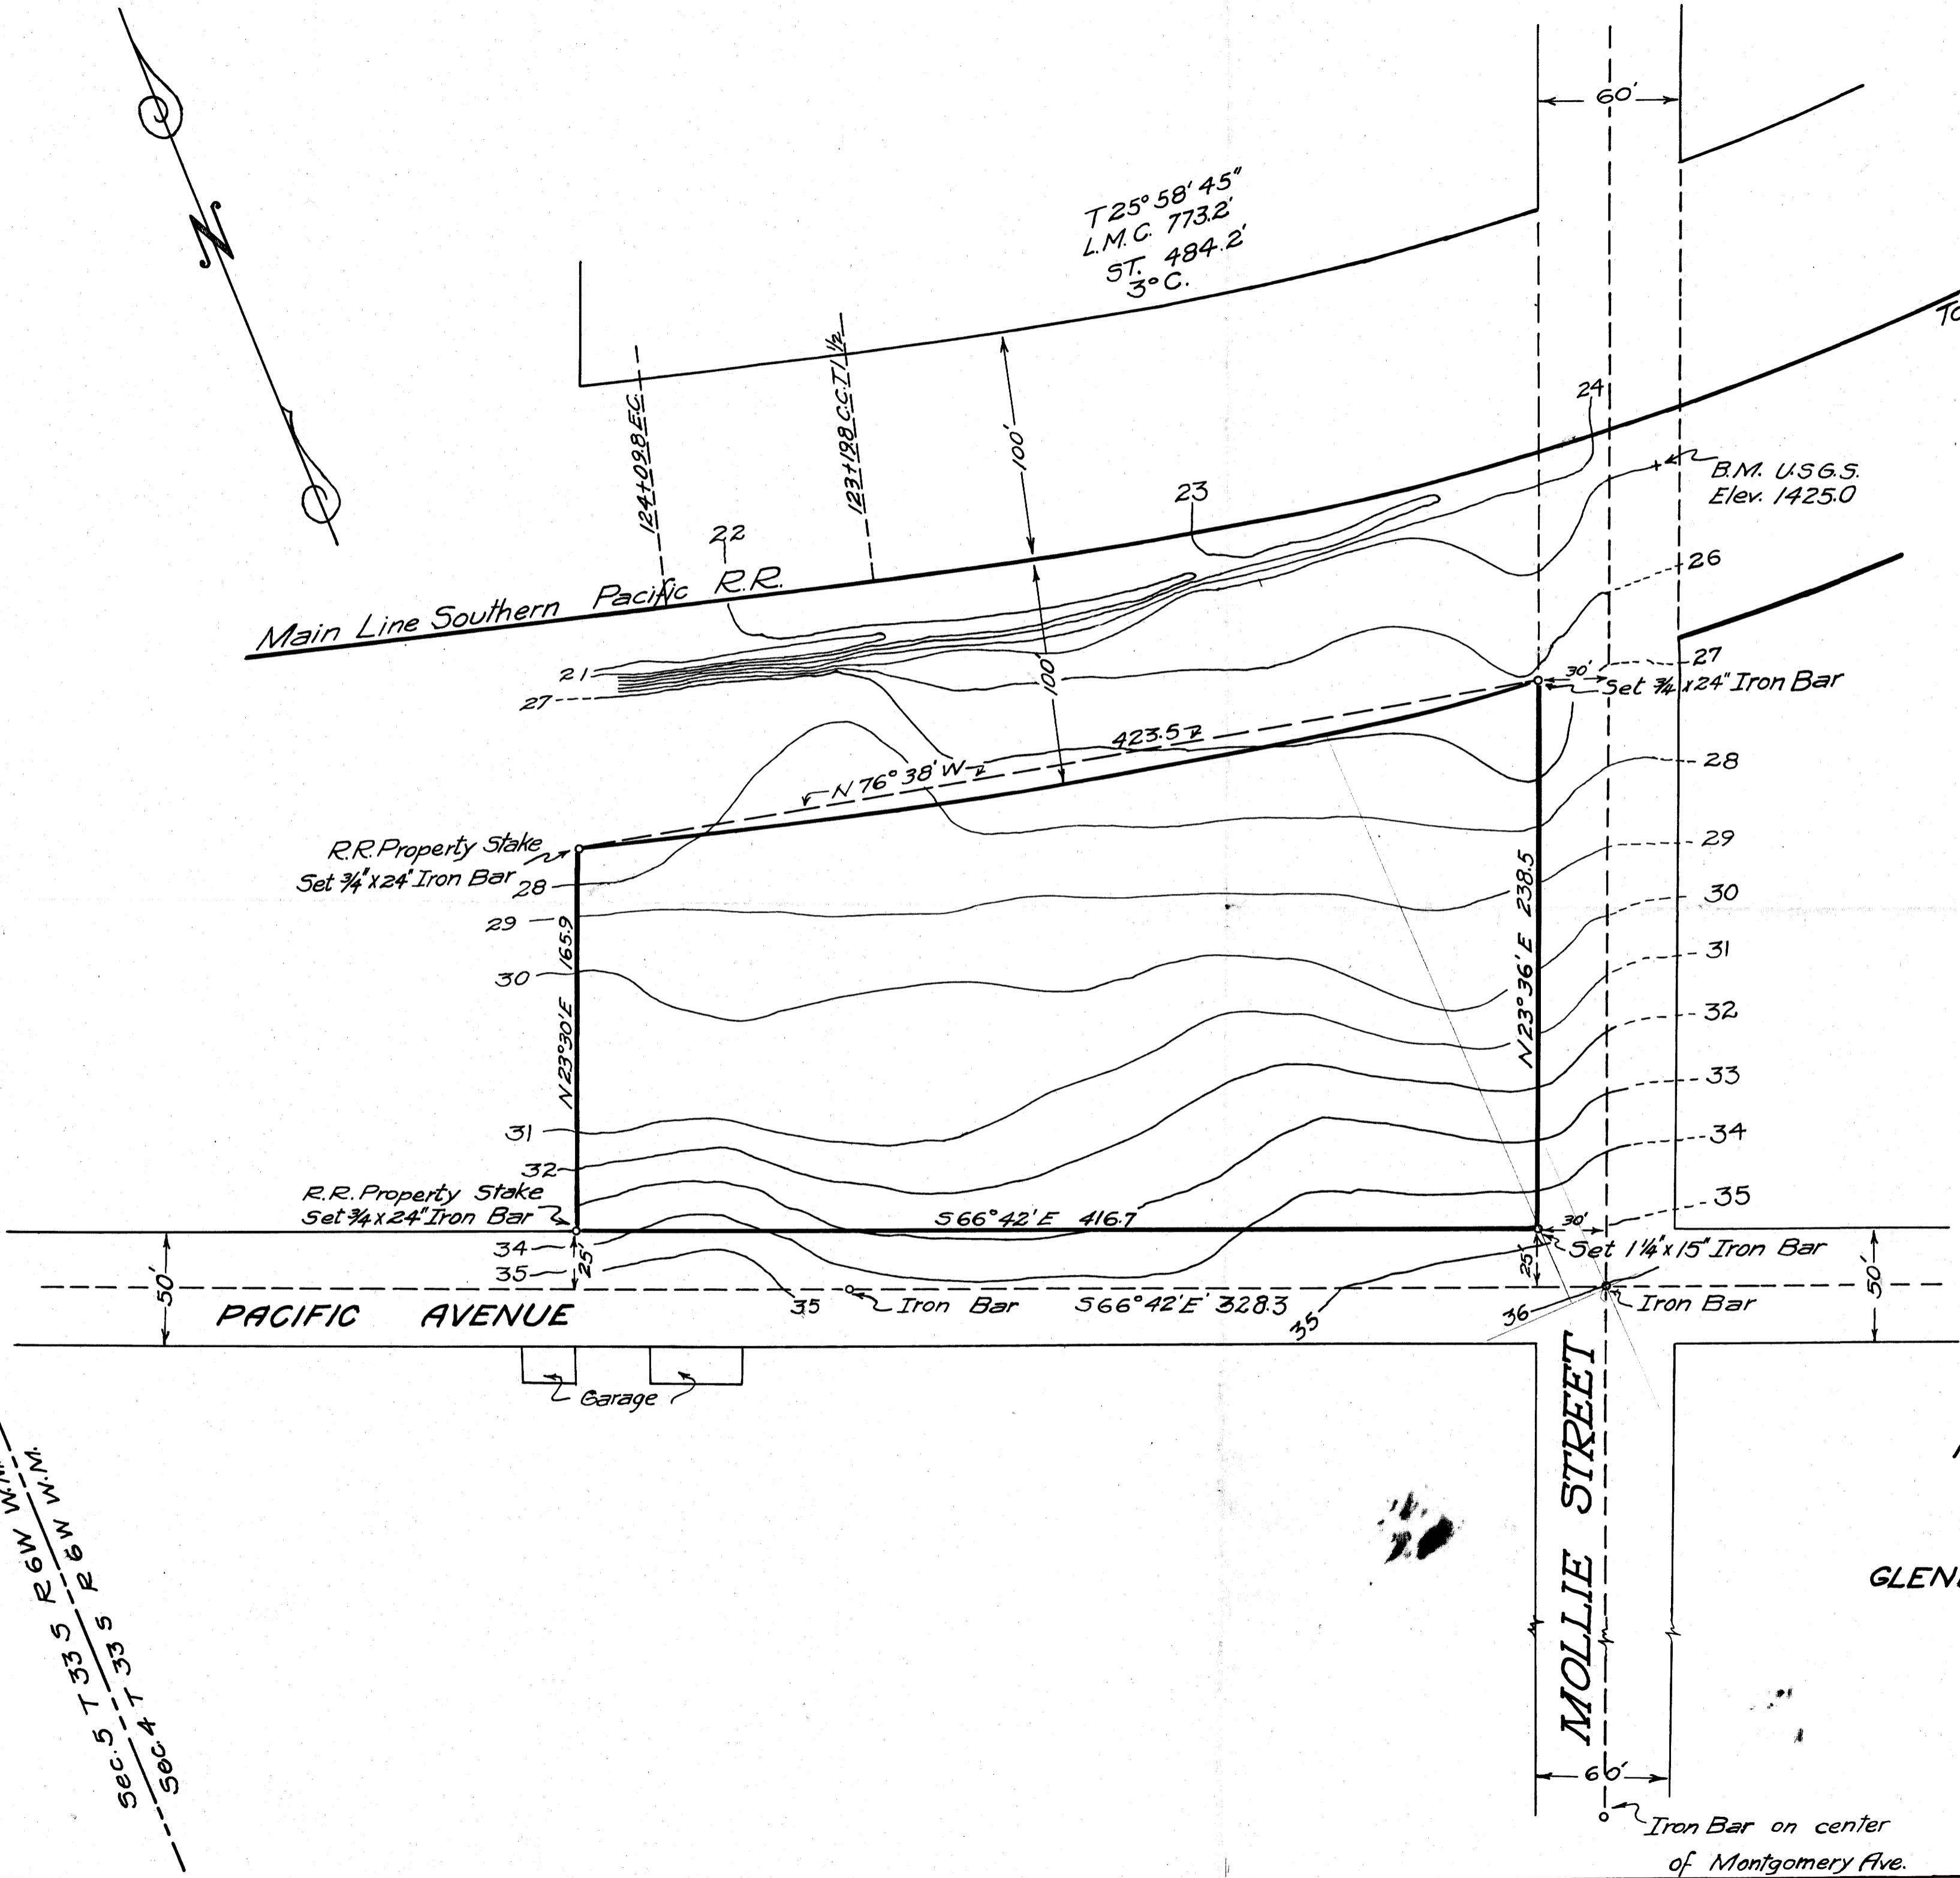 N
60'
T 25° 58' 45"
L.M.C. 773.2'
ST. 484.2'
3° C.
124+09.8 E.C.
123+19.8 C.C.T. 1 ½
100'
24
B.M. U.S.G.S.
Elev. 1425.0
23
22
26
Main Line Southern Pacific R.R.
21
27
100'
27
30'
Set ¾ x 24" Iron Bar
423.5
N 76° 38' W
28
R.R. Property Stake
Set ¾" x 24" Iron Bar
28
29
29
30
30
31
32
33
34
35
N 23° 30' E 165.9
N 23° 36' E 238.5
31
32
R.R. Property Stake
Set ¾ x 24" Iron Bar
S 66° 42' E 416.7
30'
34
35
25'
25'
Set 1¼" x 15" Iron Bar
50'
50'
PACIFIC AVENUE
35
Iron Bar
S 66° 42' E' 328.3
35
36
Iron Bar
Garage
MOLLIE STREET
Sec. 5 T 33 S R 6 W W.M.
Sec. 4 T 33 S R 6 W W.M.
60'
Iron Bar on center
of Montgomery Ave.